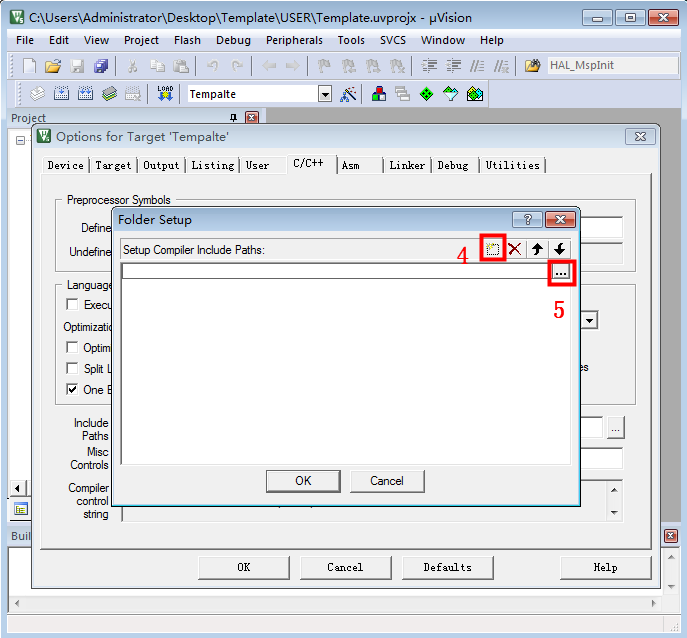 C:\Users\Administrator\Desktop\Template\USER\Template.uvprojx - µVision
File Edit View Project Flash Debug Peripherals Tools SVCS Window Help
HAL_MspInit
LOAD
Tempalte
Project
Options for Target 'Tempalte'
Device Target Output Listing User C/C++ Asm Linker Debug Utilities
Preprocessor Symbols
Define
Undefine
Folder Setup
?
Setup Compiler Include Paths:
4
...
5
Language
Execu
Optimizatio
Optim
Split L
es
One E
Include
Paths
...
Misc
Controls
OK Cancel
Compiler
control
string
Buil
OK Cancel Defaults Help